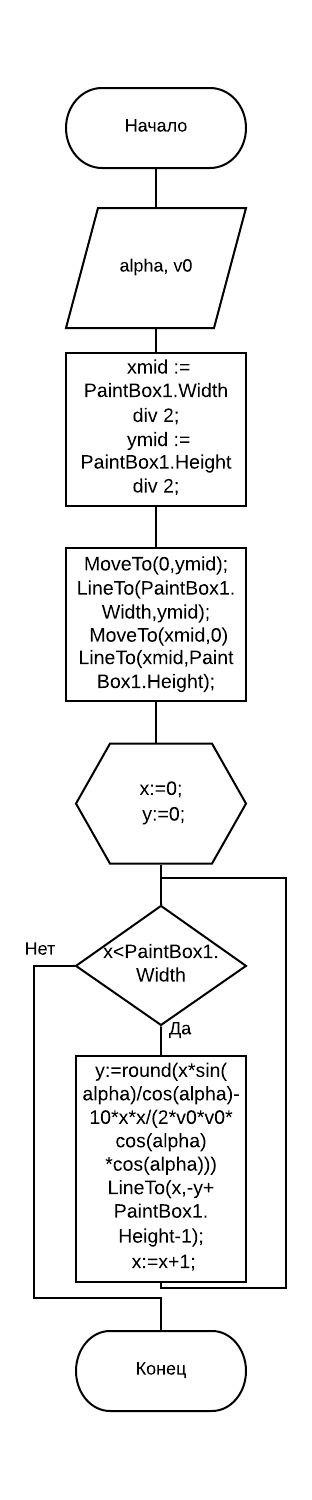 Начало
alpha, v0
xmid :=
PaintBox1.Width
div 2;
ymid :=
PaintBox1.Height
div 2;
MoveTo(0,ymid);
LineTo(PaintBox1.
Width,ymid);
MoveTo(xmid,0)
LineTo(xmid,Paint
Box1.Height);
x:=0;
y:=0;
Нет
x<PaintBox1.
Width
Да
y:=round(x*sin(
alpha)/cos(alpha)-
10*x*x/(2*v0*v0*
cos(alpha)
*cos(alpha)))
LineTo(x,-y+
PaintBox1.
Height-1);
x:=x+1;
Конец